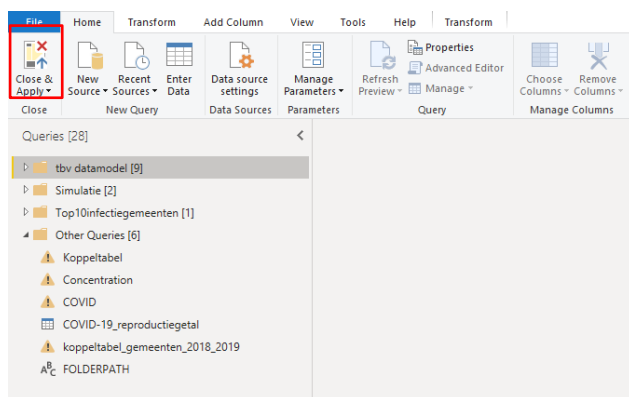 File Home Transform Add Column View Tools Help Transform
Close & Apply
New Source
Recent Sources
Enter Data
Data source settings
Manage Parameters
Refresh Preview
Properties
Advanced Editor
Manage
Choose Columns
Remove Columns
Close New Query Data Sources Parameters Query Manage Columns
Queries [28]
tbv datamodel [9]
Simulatie [2]
Top10infectiegemeenten [1]
Other Queries [6]
Koppeltabel
Concentration
COVID
COVID-19_reproductiegetal
koppeltabel_gemeenten_2018_2019
ABC FOLDERPATH